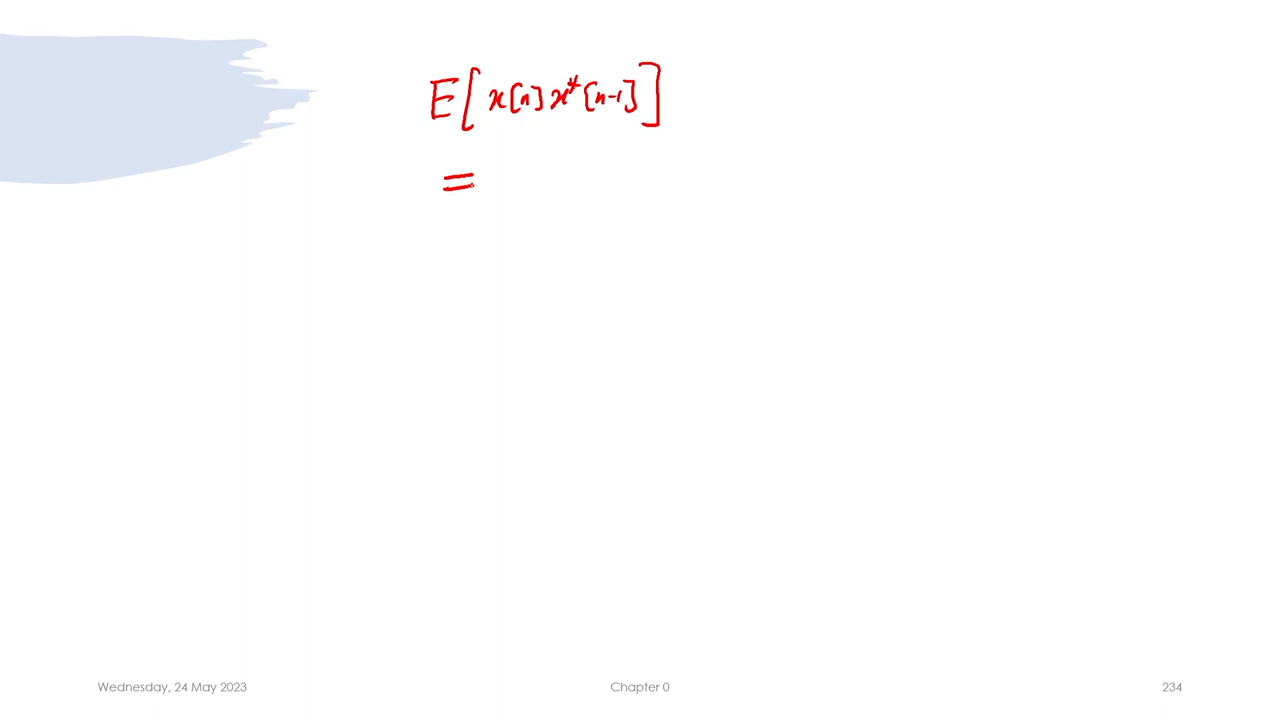 E[x[n]x*[n-1]]
=
Wednesday, 24 May 2023
Chapter 0
234